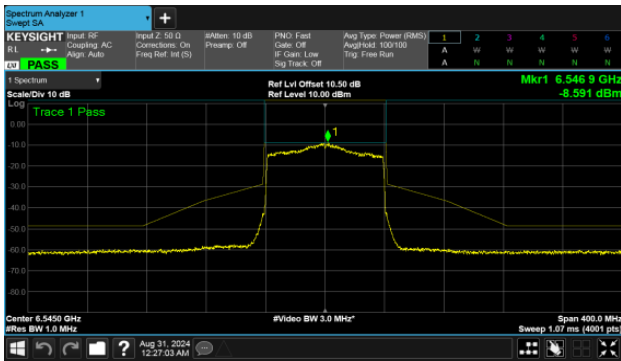 Spectrum Analyzer 1
Swept SA
KEYSIGHT
RL
LXI PASS
Input: RF
Coupling: AC
Align: Auto
Input Z: 50 Ω
Corrections: On
Freq Ref: Int (S)
#Atten: 10 dB
Preamp: Off
PNO: Fast
Gate: Off
IF Gain: Low
Sig Track: Off
Avg Type: Power (RMS)
Avg|Hold: 100/100
Trig: Free Run
1 2 3 4 5 6
A W W W W W
A N N N N N
1 Spectrum
Scale/Div 10 dB
Ref Lvl Offset 10.50 dB
Ref Level 10.00 dBm
Mkr1 6.546 9 GHz
-8.591 dBm
Log
Trace 1 Pass
1
0.00
-10.0
-20.0
-30.0
-40.0
-50.0
-60.0
-70.0
-80.0
Center 6.5450 GHz
#Res BW 1.0 MHz
#Video BW 3.0 MHz*
Span 400.0 MHz
Sweep 1.07 ms (4001 pts)
?
Aug 31, 2024
12:27:03 AM